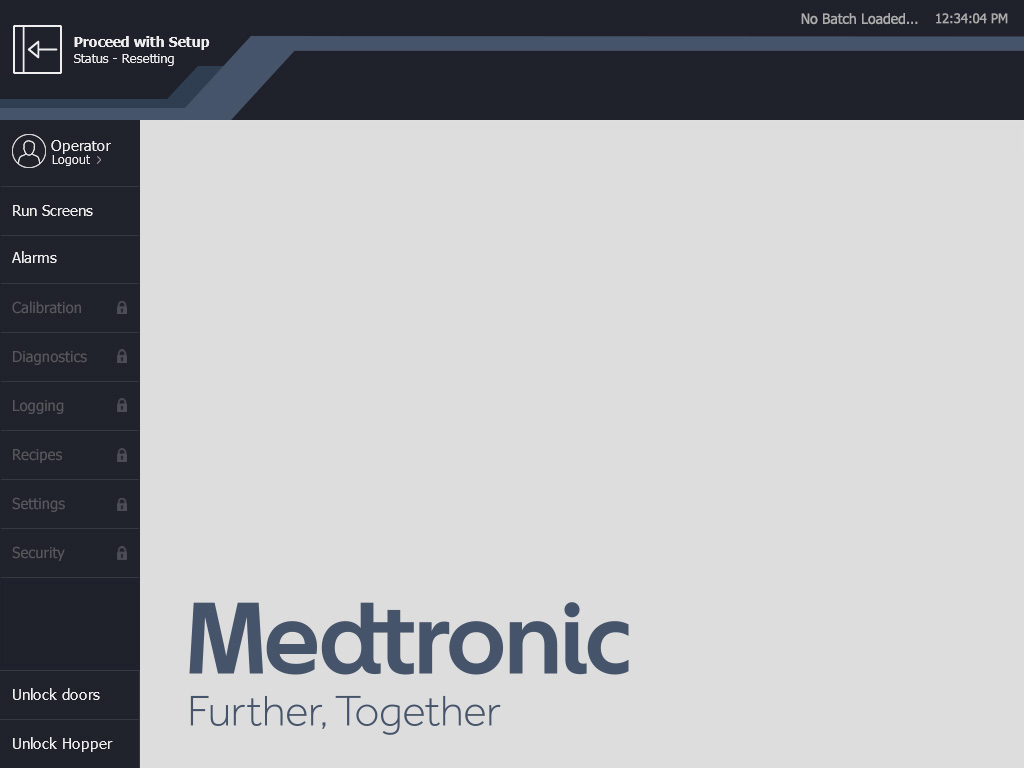 No Batch Loaded... 12:34:04 PM
Proceed with Setup
Status - Resetting
Operator
Logout >
Run Screens
Alarms
Calibration
Diagnostics
Logging
Recipes
Settings
Security
Unlock doors
Unlock Hopper
Medtronic
Further, Together